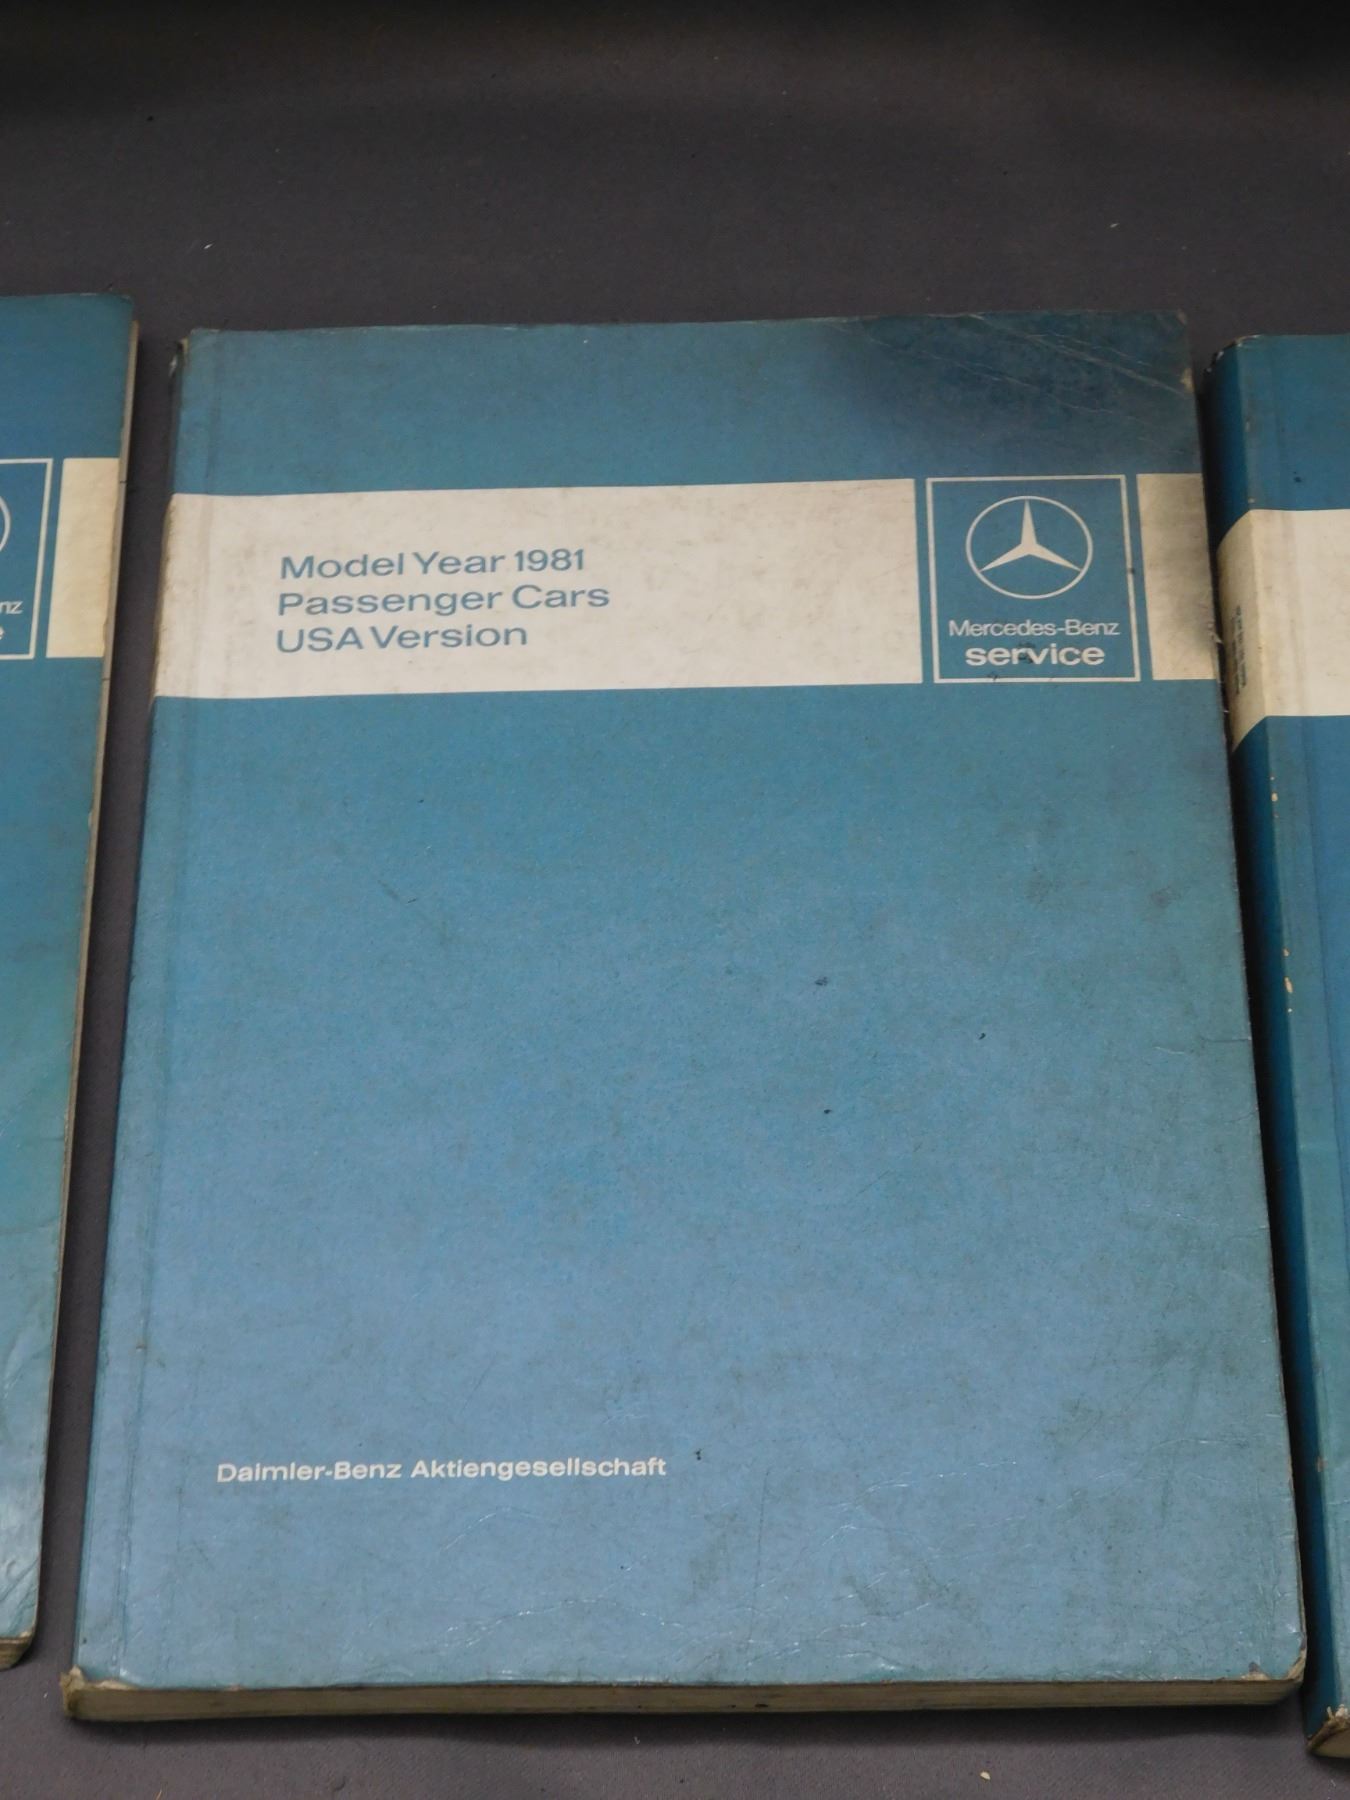 Model Year 1981
Passenger Cars
USA Version
Mercedes-Benz
service
Daimler-Benz Aktiengesellschaft